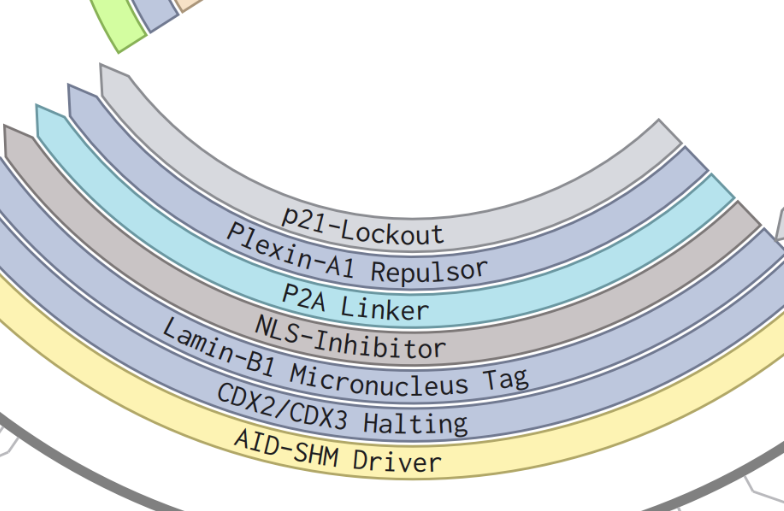 p21-Lockout
Plexin-A1 Repulsor
P2A Linker
NLS-Inhibitor
Lamin-B1 Micronucleus Tag
CDX2/CDX3 Halting
AID-SHM Driver